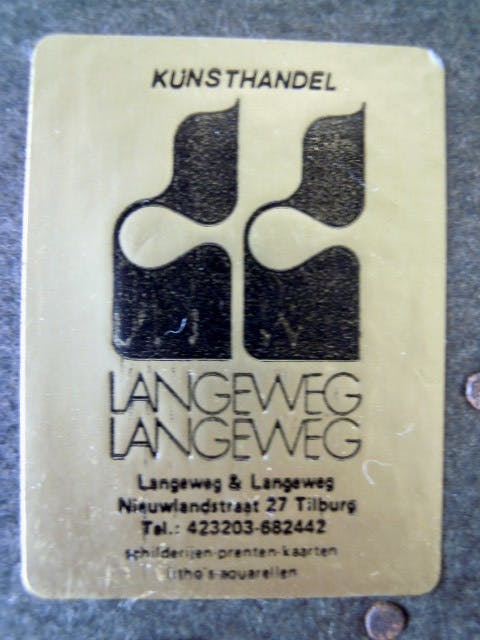 KUNSTHANDEL
LANGEWEG
LANGEWEG
Langeweg & Langeweg
Nieuwlandstraat 27 Tilburg
Tel.: 423203-682442
schilderijen-prenten-kaarten
litho's-aquarellen